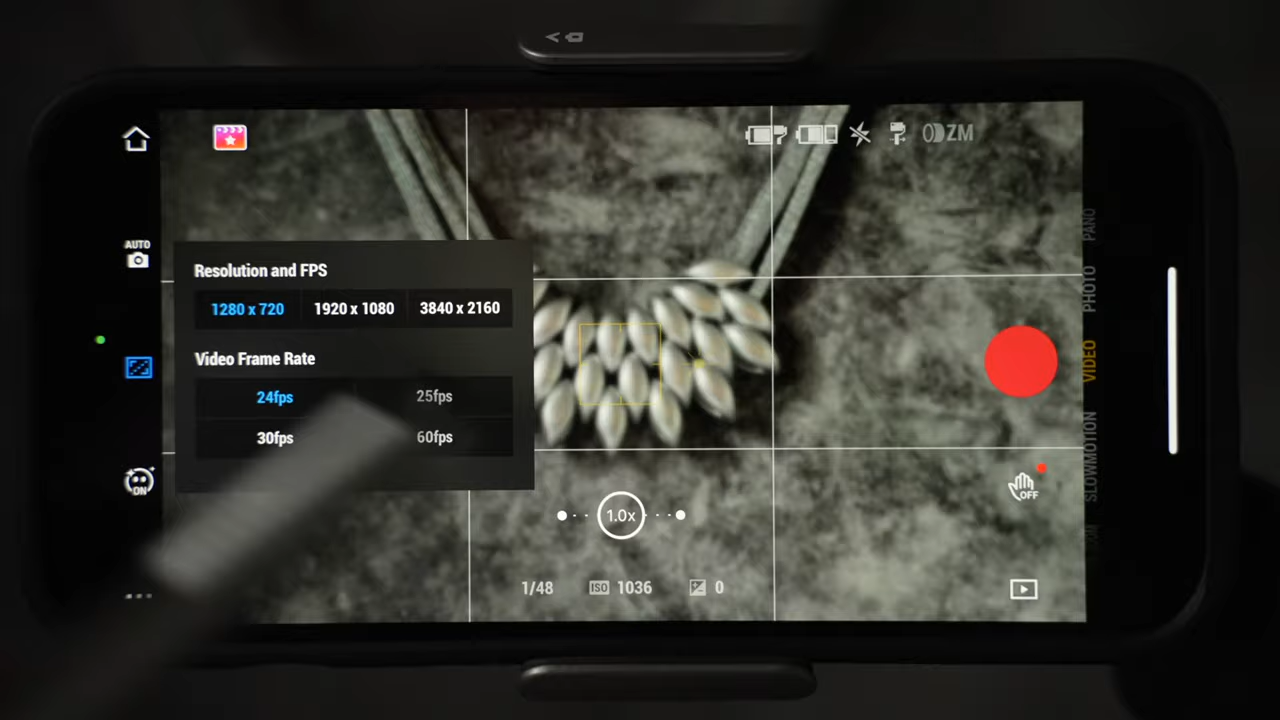 ZM
AUTO
Resolution and FPS
1280 x 720
1920 x 1080
3840 x 2160
Video Frame Rate
24fps
25fps
30fps
60fps
ON
1.0x
1/48
ISO
1036
0
PANO
PHOTO
VIDEO
SLOWMOTION
OFF